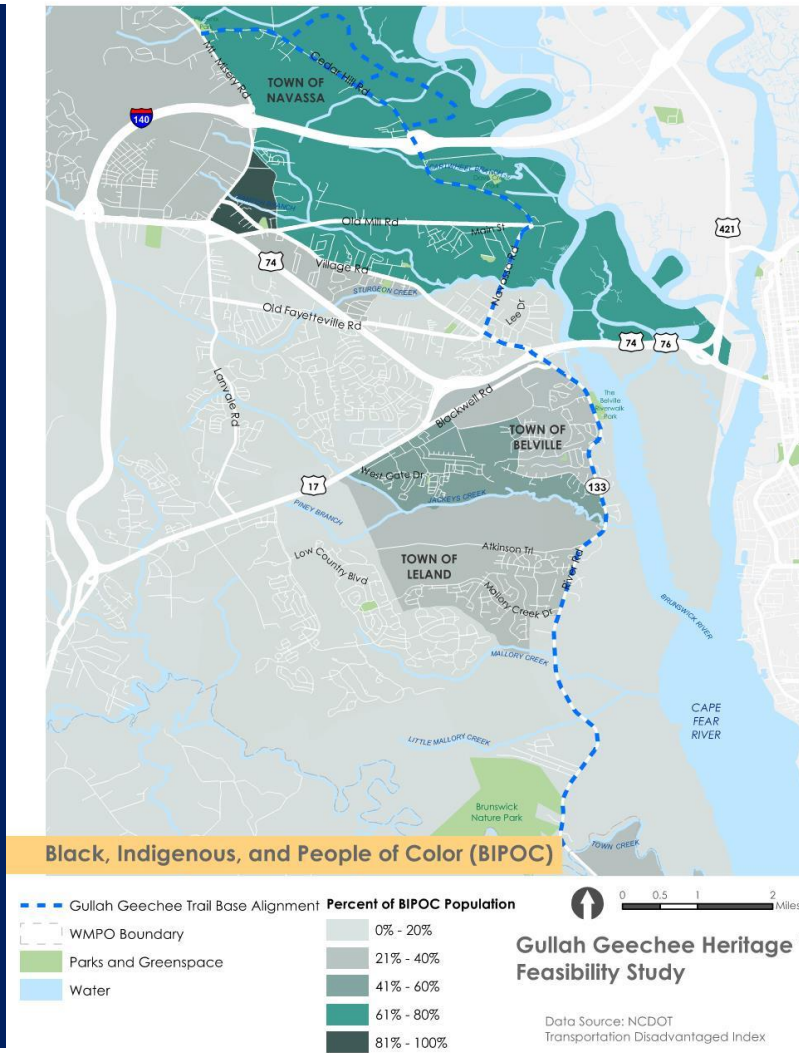 Mt. Misery Rd
Cedar Hill Rd
TOWN OF
NAVASSA
140
Old Mill Rd
Main St
421
74
Village Rd
Navassa Rd
STURGEON CREEK
Lee Dr
Old Fayetteville Rd
74
76
Lanvale Rd
Blackwell Rd
The
Belville
Riverwalk
Park
TOWN OF
BELVILLE
West Gate Dr
17
133
JACKEYS CREEK
PINEY BRANCH
Atkinson Trl
TOWN OF
LELAND
Low Country Blvd
River Rd
Mallory Creek Dr
BRUNSWICK RIVER
MALLORY CREEK
CAPE
FEAR
RIVER
LITTLE MALLORY CREEK
Brunswick
Nature Park
TOWN CREEK
Black, Indigenous, and People of Color (BIPOC)
Gullah Geechee Trail Base Alignment
WMPO Boundary
Parks and Greenspace
Water
Percent of BIPOC Population
0% - 20%
21% - 40%
41% - 60%
61% - 80%
81% - 100%
0 0.5 1 2
Miles
Gullah Geechee Heritage
Feasibility Study
Data Source: NCDOT
Transportation Disadvantaged Index